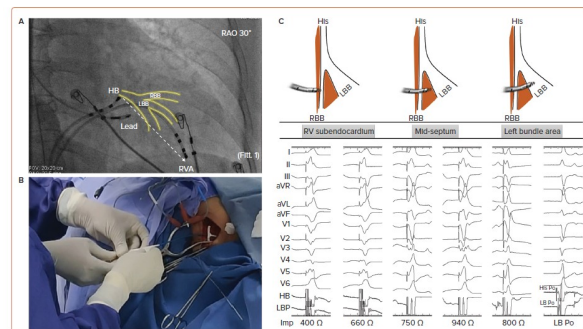 A
RAO 30°
HB
RBB
LBB
Lead
RVA
(Fitt. 1)
B
C
His
His
His
LBB
LBB
LBB
RBB
RBB
RBB
RV subendocardium
Mid-septum
Left bundle area
I
II
III
aVR
aVL
aVF
V1
V2
V3
V4
V5
V6
HB
LBP
His Po
LB Po
Imp 400 Ω 660 Ω 750 Ω 940 Ω 800 Ω LB Po